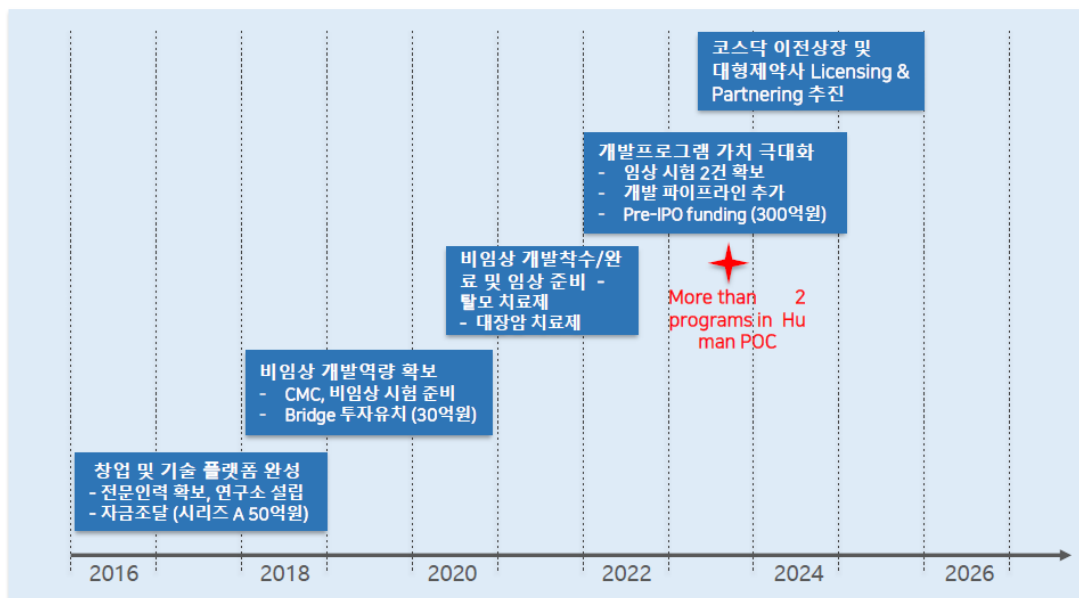 코스닥 이전상장 및
대형제약사 Licensing &
Partnering 추진
개발프로그램 가치 극대화
- 임상 시험 2건 확보
- 개발 파이프라인 추가
- Pre-IPO funding (300억원)
비임상 개발착수/완
료 및 임상 준비 -
탈모 치료제
- 대장암 치료제
More than 2
programs in Hu
man POC
비임상 개발역량 확보
- CMC, 비임상 시험 준비
- Bridge 투자유치 (30억원)
창업 및 기술 플랫폼 완성
- 전문인력 확보, 연구소 설립
- 자금조달 (시리즈 A 50억원)
2016 2018 2020 2022 2024 2026